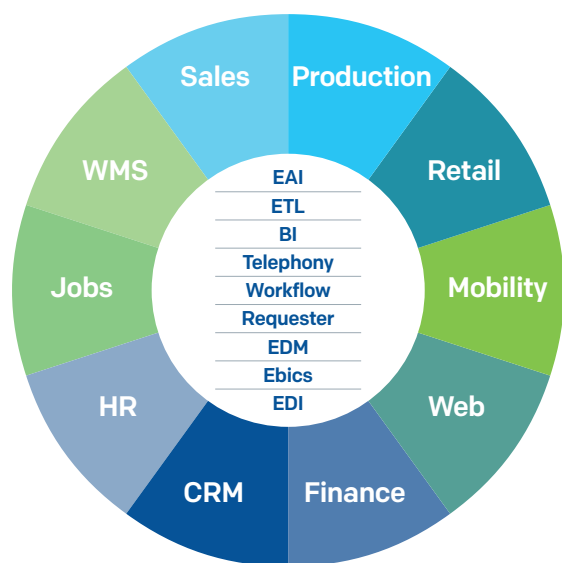 Sales
Production
WMS
Retail
Jobs
Mobility
HR
Web
CRM
Finance
EAI
ETL
BI
Telephony
Workflow
Requester
EDM
Ebics
EDI